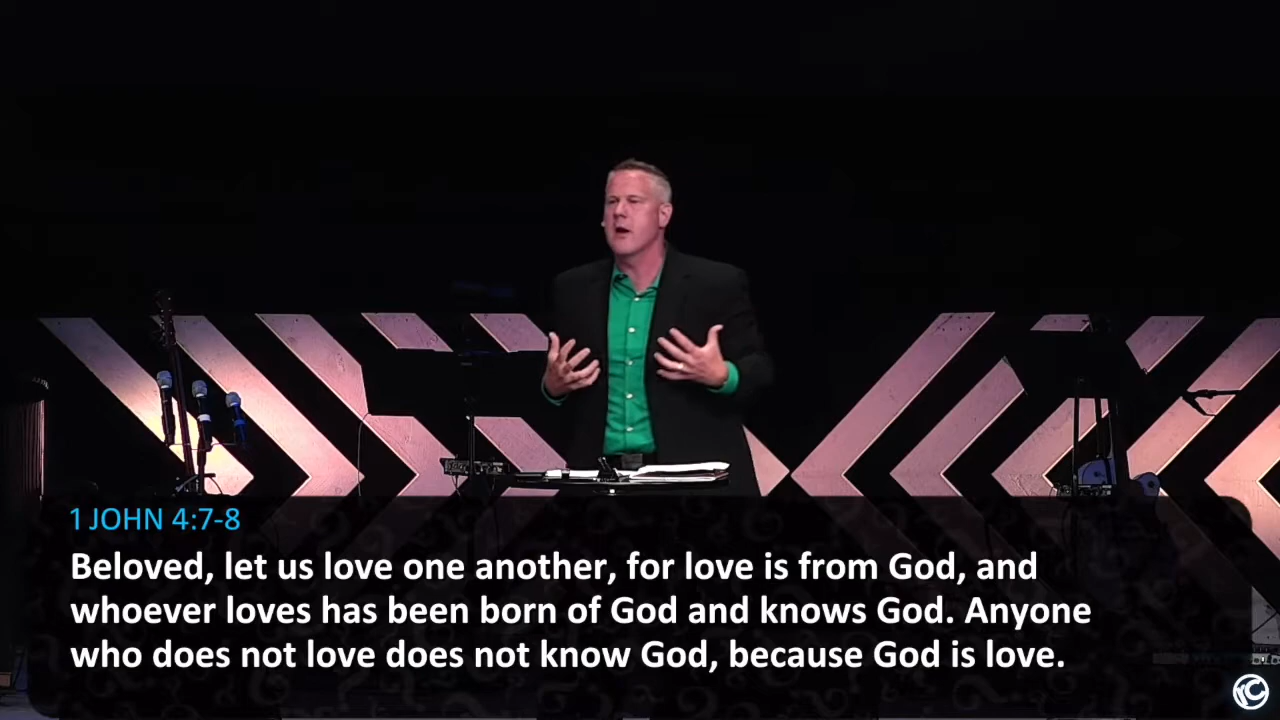 1 JOHN 4:7-8
Beloved, let us love one another, for love is from God, and
whoever loves has been born of God and knows God. Anyone
who does not love does not know God, because God is love.